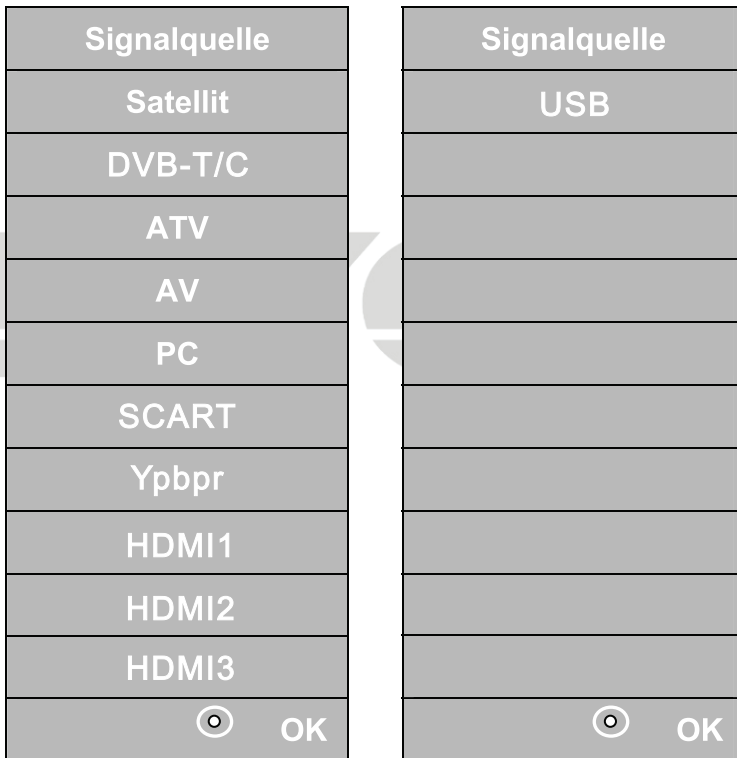 Signalquelle
Satellit
DVB-T/C
ATV
AV
PC
SCART
Ypbpr
HDMI1
HDMI2
HDMI3
OK
Signalquelle
USB
OK